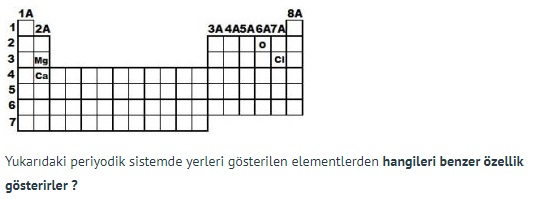 1A 8A
1 2A 3A 4A 5A 6A 7A
2 O
3 Mg Cl
4 Ca
5
6
7
Yukarıdaki periyodik sistemde yerleri gösterilen elementlerden hangileri benzer özellik
gösterirler ?